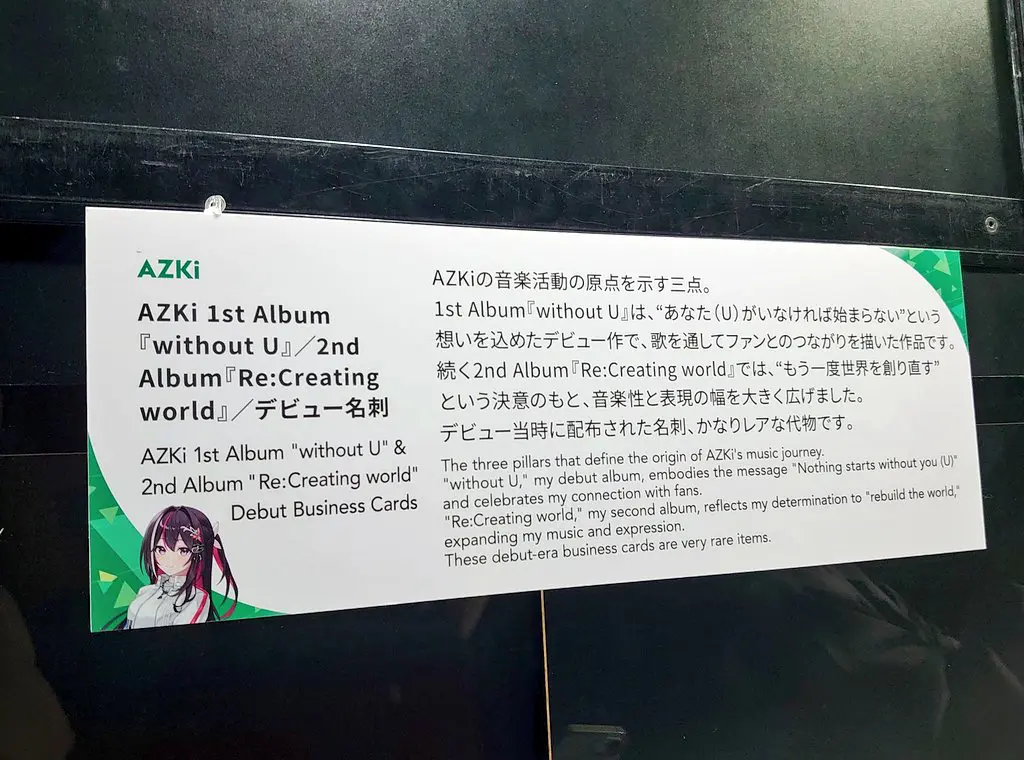 AZKi
AZKi 1st Album
『without U』／2nd
Album『Re:Creating
world』／デビュー名刺
AZKi 1st Album "without U" &
2nd Album "Re:Creating world"
Debut Business Cards
AZKiの音楽活動の原点を示す三点。
1st Album『without U』は、“あなた（U）がいなければ始まらない”という
想いを込めたデビュー作で、歌を通してファンとのつながりを描いた作品です。
続く2nd Album『Re:Creating world』では、“もう一度世界を創り直す”
という決意のもと、音楽性と表現の幅を大きく広げました。
デビュー当時に配布された名刺、かなりレアな代物です。
The three pillars that define the origin of AZKi's music journey.
"without U," my debut album, embodies the message "Nothing starts without you (U)"
and celebrates my connection with fans.
"Re:Creating world," my second album, reflects my determination to "rebuild the world,"
expanding my music and expression.
These debut-era business cards are very rare items.